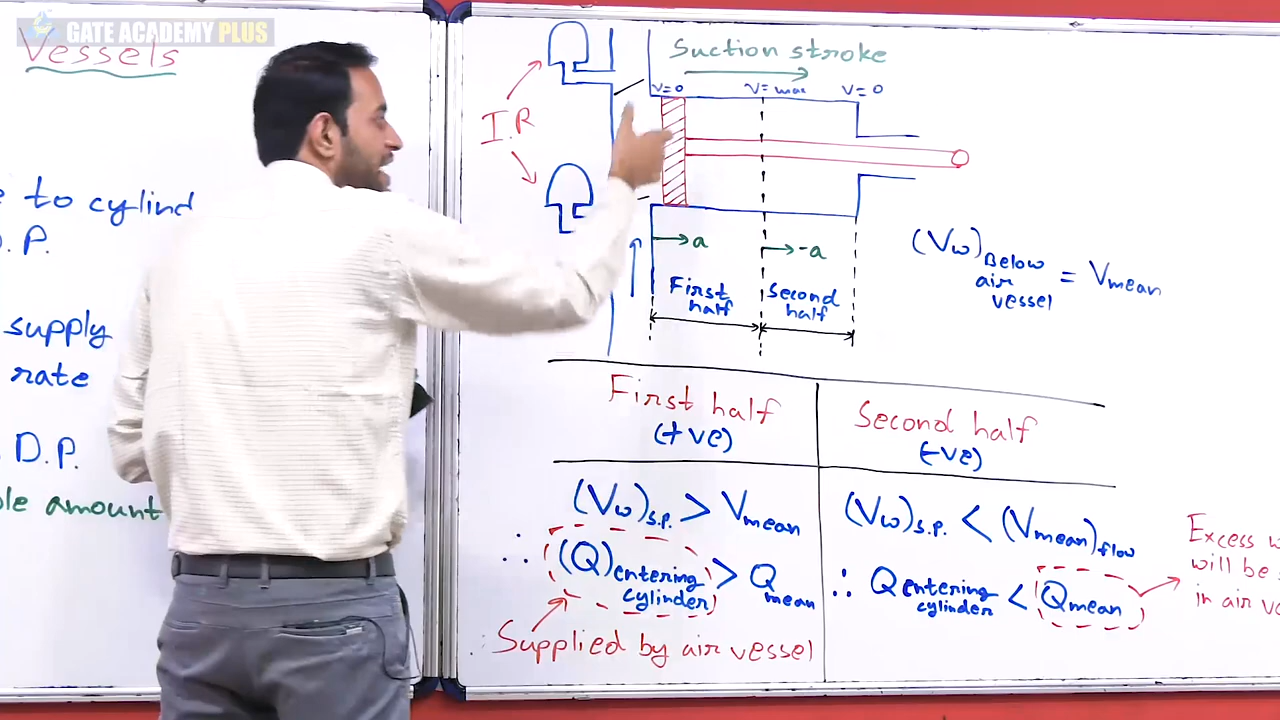 GATE ACADEMY PLUS
Vessels
to cylind
D.P.
supply
rate
D.P.
amount
Suction stroke
v=0 v=max v=0
I.R
a
-a
First
half
Second
half
(Vw)Below
air
vessel = Vmean
First half
(+ve)
Second half
(-ve)
(Vw)S.P. > Vmean
∴ (Q)entering
cylinder > Qmean
Supplied by air vessel
(Vw)S.P. < (Vmean)flow
∴ Qentering
cylinder < Qmean
Excess
will be
in air